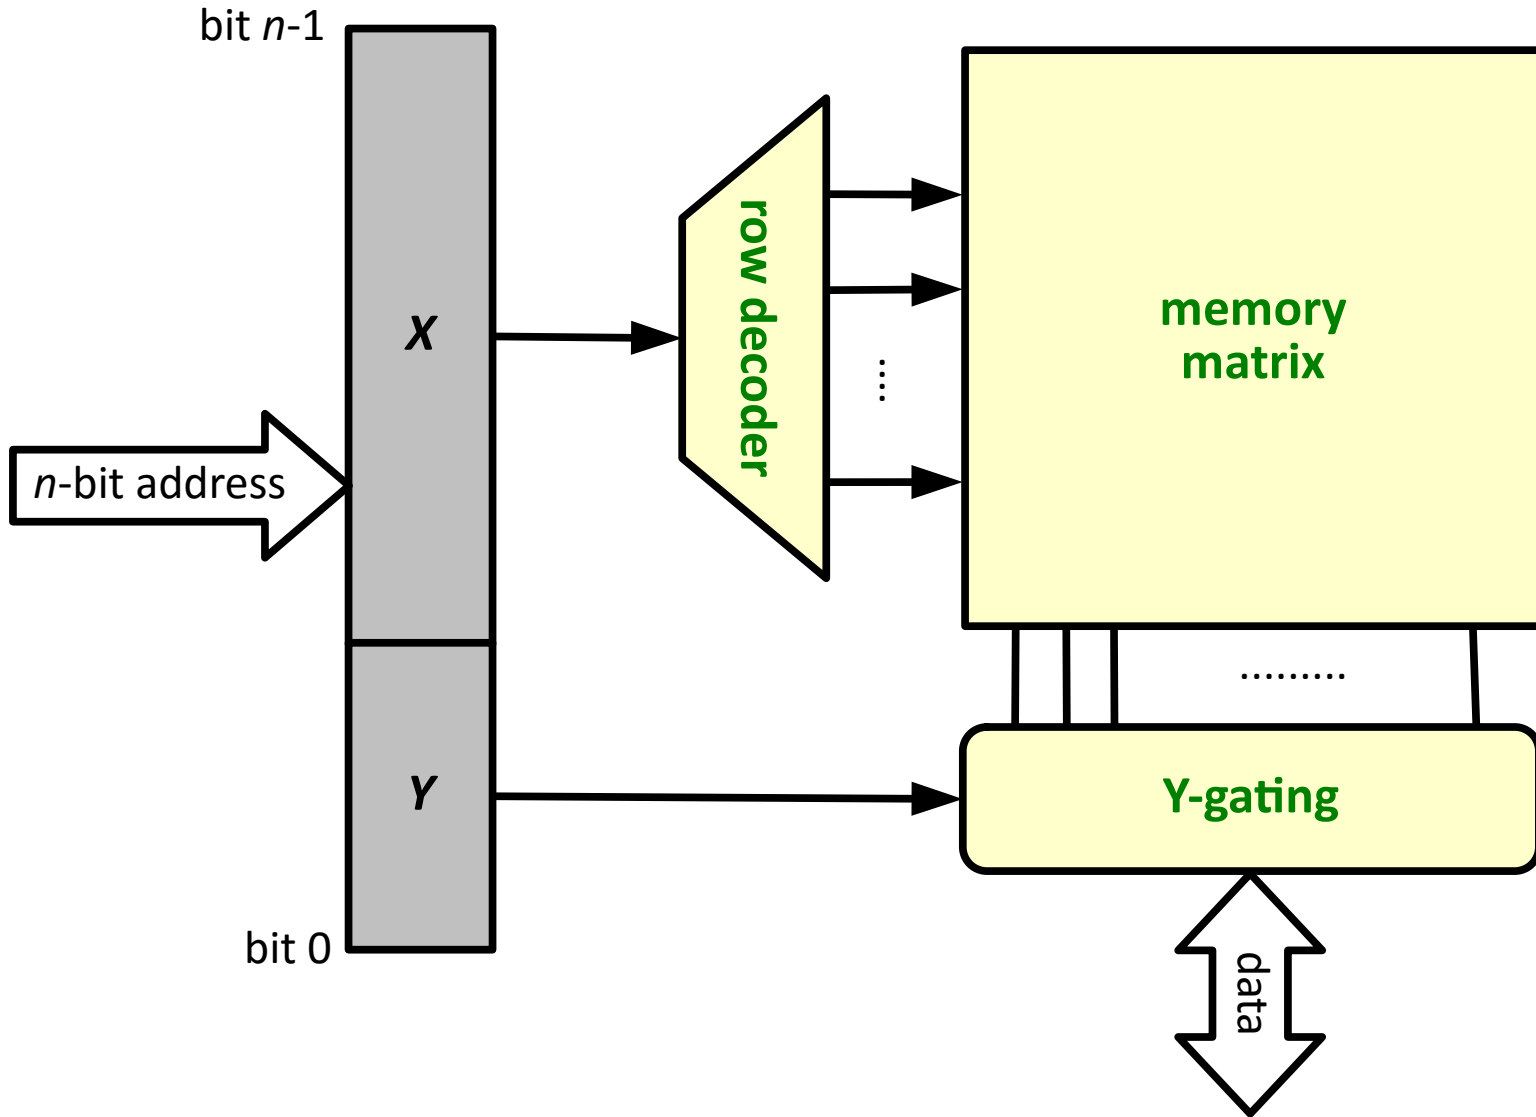 bit n-1
X
row decoder
memory
matrix
....
n-bit address
.........
Y
Y-gating
bit 0
data